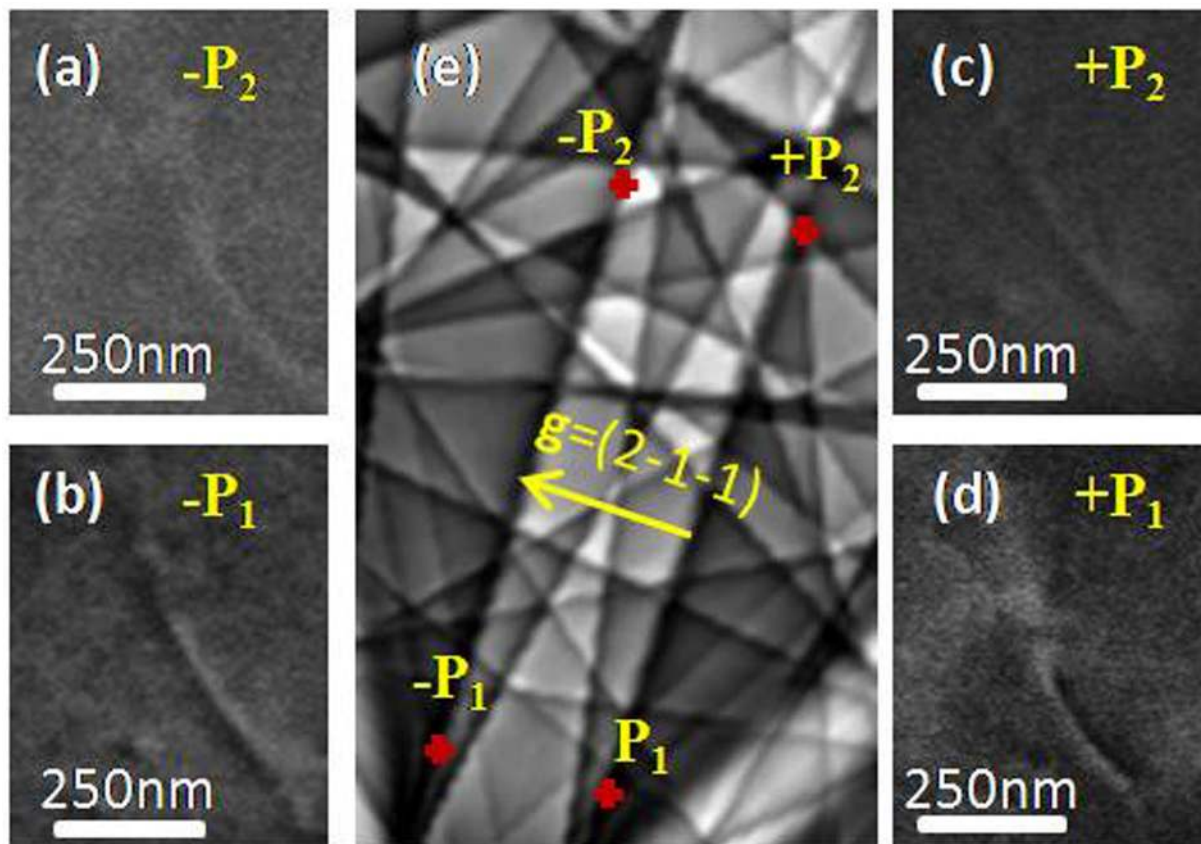 (a) -P₂
250nm
(b) -P₁
250nm
(e)
-P₂
+P₂
g=(2-1-1)
-P₁
P₁
(c) +P₂
250nm
(d) +P₁
250nm